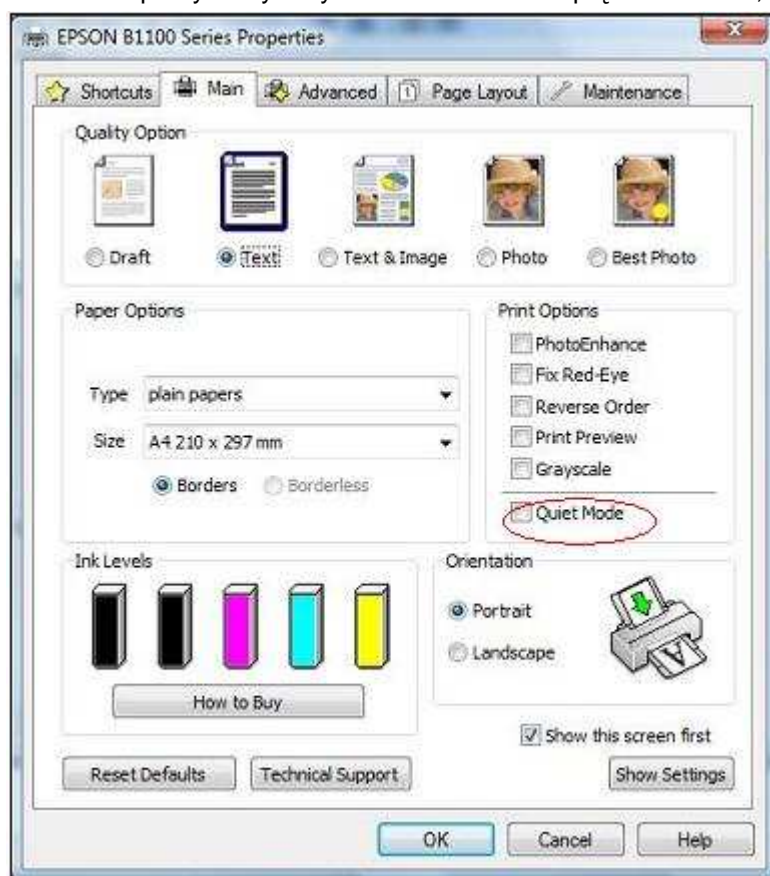 EPSON B1100 Series Properties
Shortcuts Main Advanced Page Layout Maintenance
Quality Option
Draft Text Text & Image Photo Best Photo
Paper Options
Type plain papers
Size A4 210 x 297 mm
Borders Borderless
Print Options
PhotoEnhance
Fix Red-Eye
Reverse Order
Print Preview
Grayscale
Quiet Mode
Ink Levels
How to Buy
Orientation
Portrait
Landscape
Show this screen first
Reset Defaults Technical Support Show Settings
OK Cancel Help